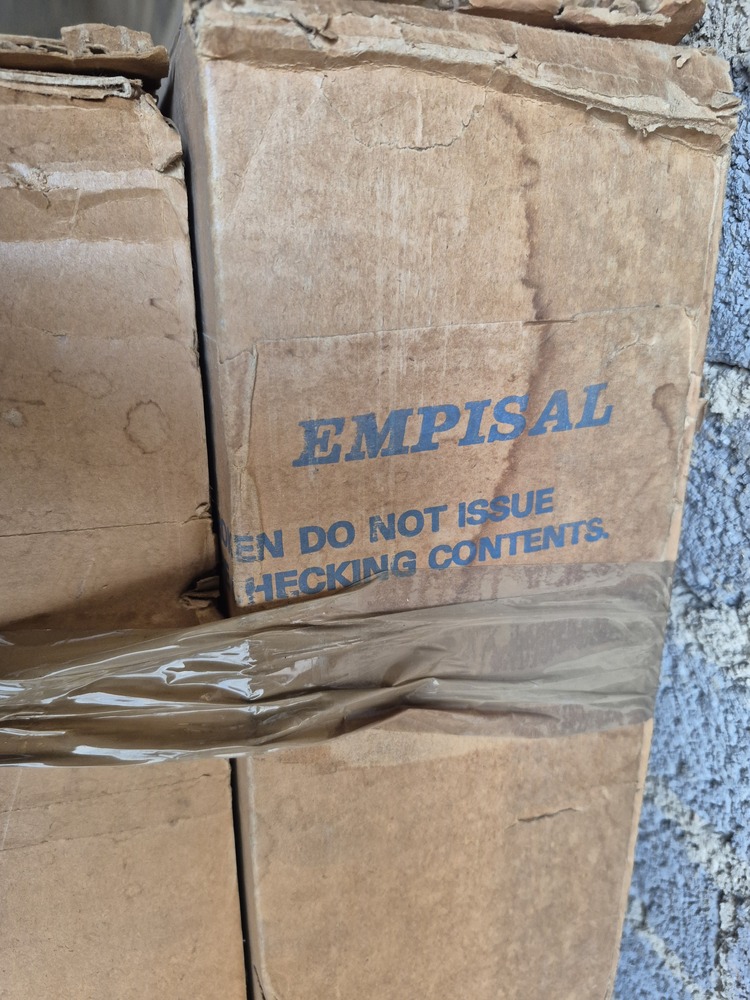 EMPISAL
EN DO NOT ISSUE
HECKING CONTENTS.